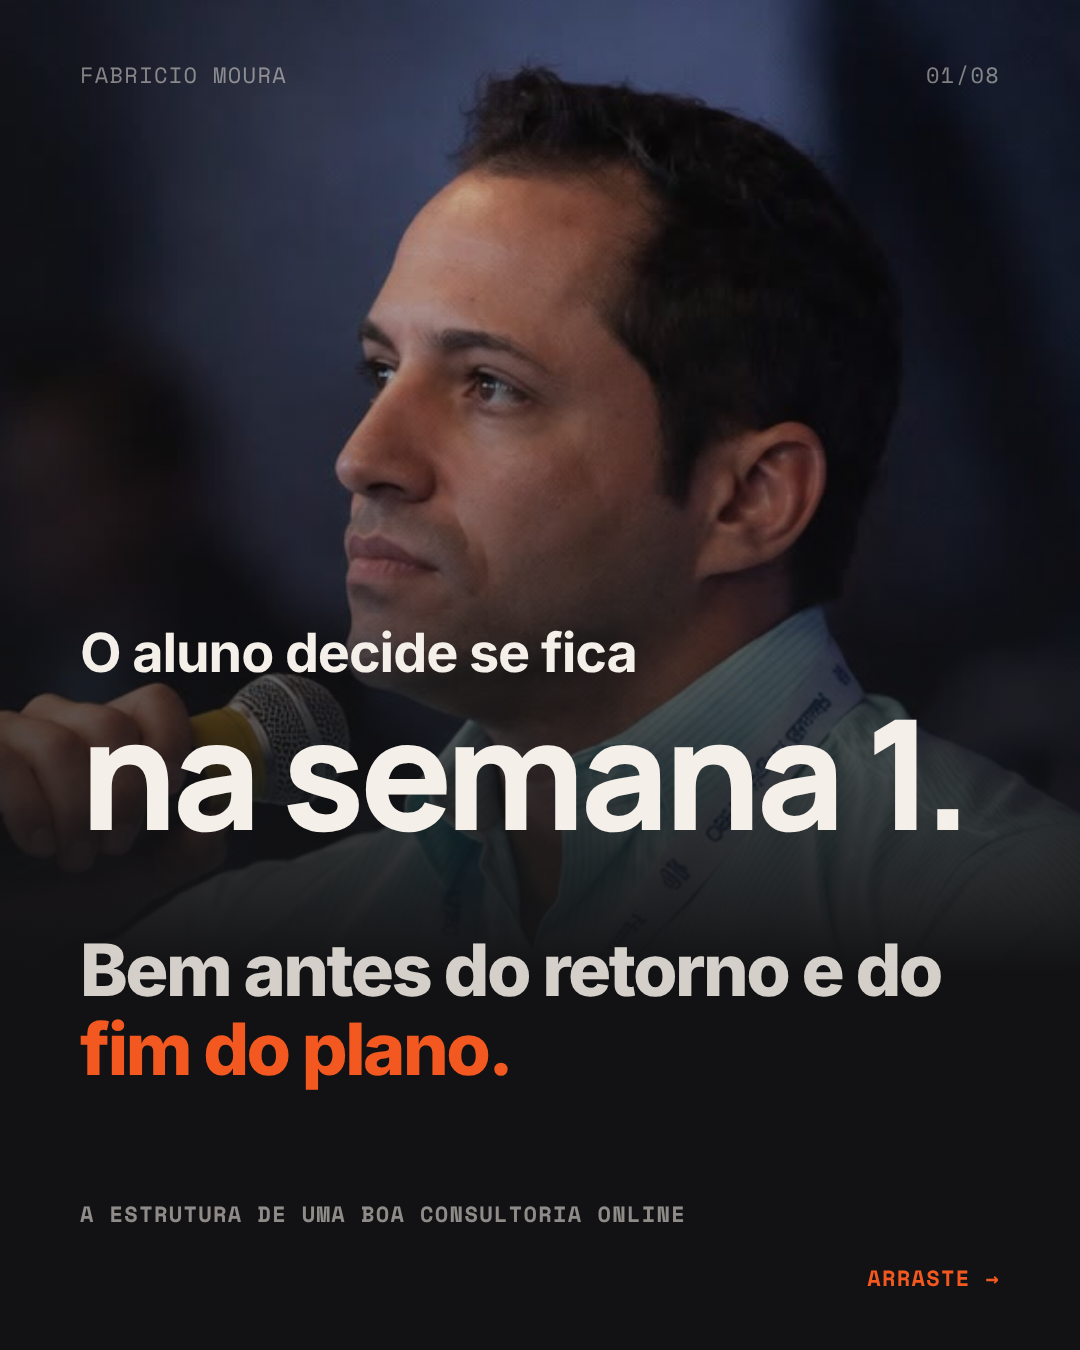 FABRICIO MOURA
01/08
O aluno decide se fica
na semana 1.
Bem antes do retorno e do
fim do plano.
A ESTRUTURA DE UMA BOA CONSULTORIA ONLINE
ARRASTE →